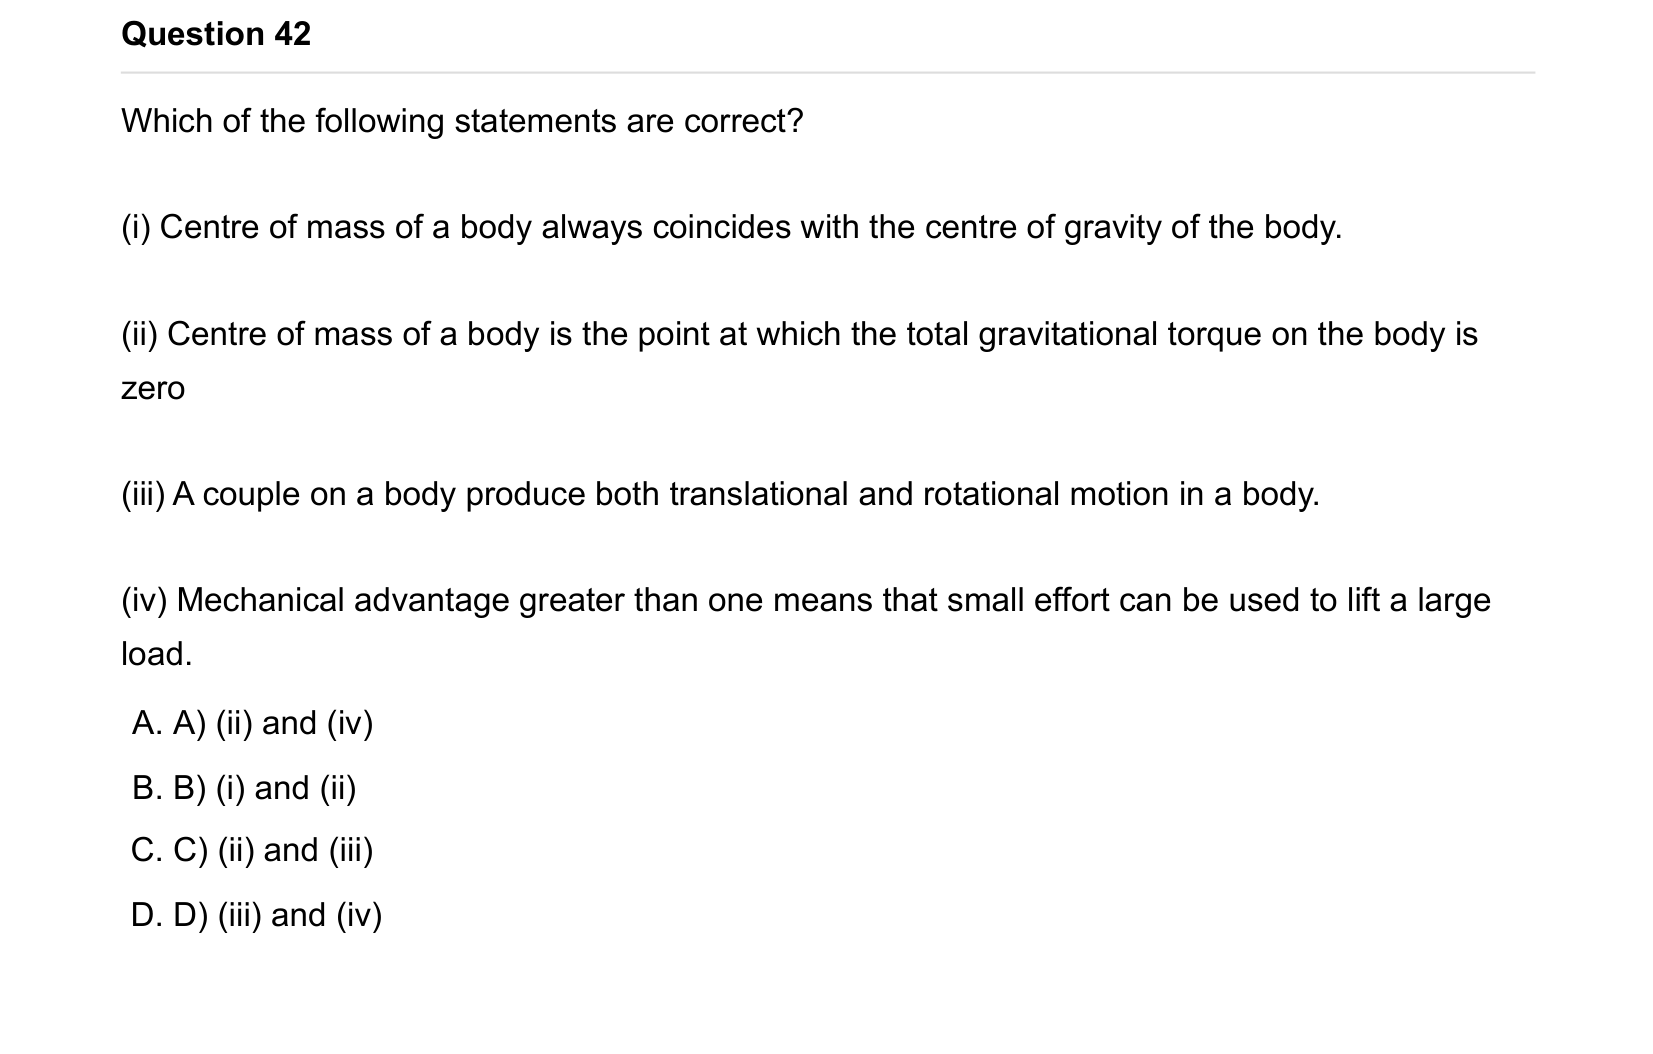 Question 42
Which of the following statements are correct?
(i) Centre of mass of a body always coincides with the centre of gravity of the body.
(ii) Centre of mass of a body is the point at which the total gravitational torque on the body is
zero
(iii) A couple on a body produce both translational and rotational motion in a body.
(iv) Mechanical advantage greater than one means that small effort can be used to lift a large
load.
A. A) (ii) and (iv)
B. B) (i) and (ii)
C. C) (ii) and (iii)
D. D) (iii) and (iv)